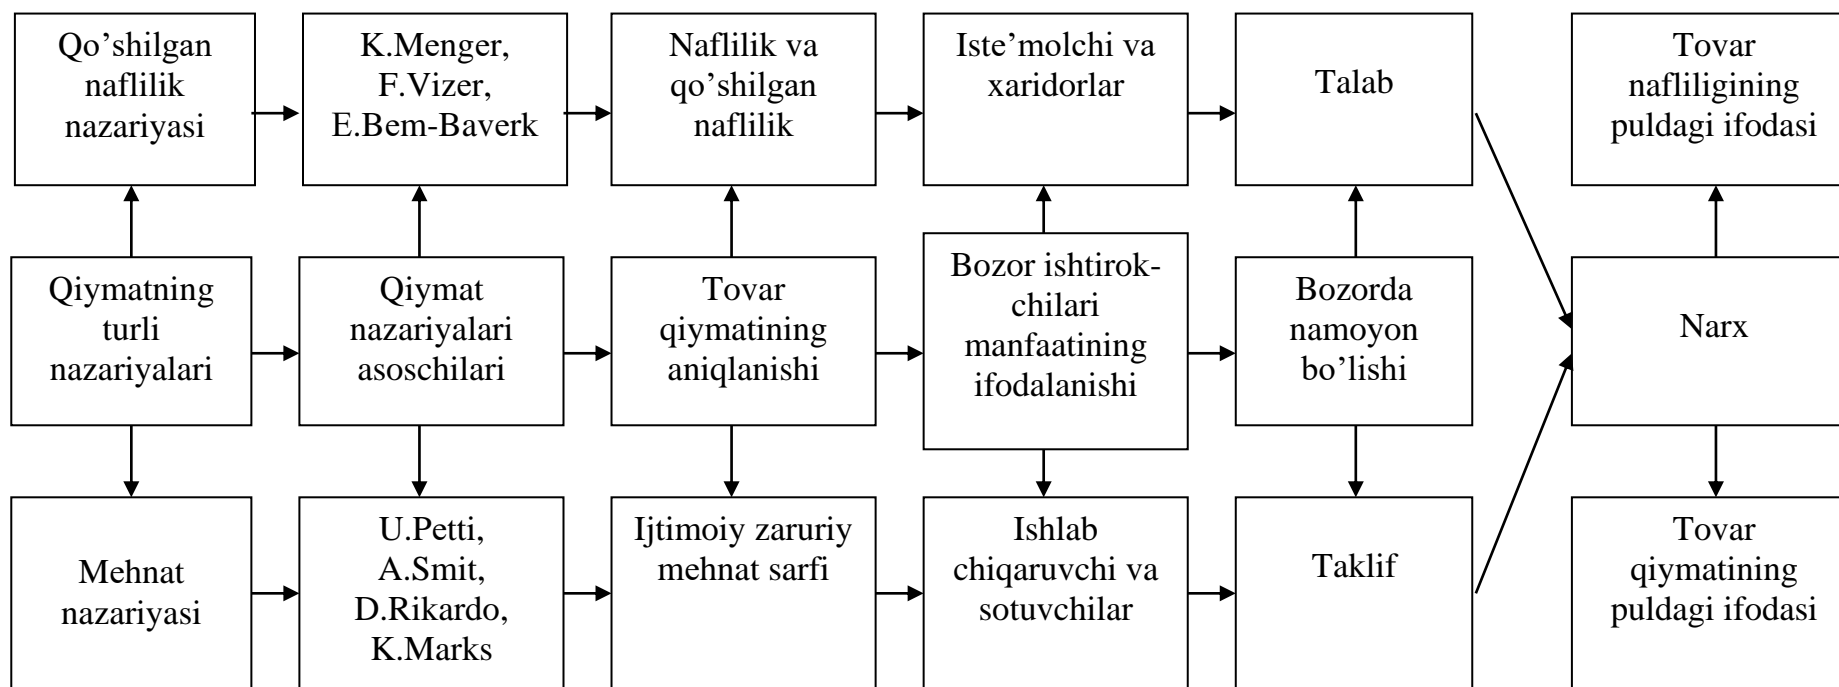 Qo’shilgan
naflilik
nazariyasi
K.Menger,
F.Vizer,
E.Bem-Baverk
Naflilik va
qo’shilgan
naflilik
Iste’molchi va
xaridorlar
Talab
Tovar
nafliligining
puldagi ifodasi
Qiymatning
turli
nazariyalari
Qiymat
nazariyalari
asoschilari
Tovar
qiymatining
aniqlanishi
Bozor ishtirok-
chilari
manfaatining
ifodalanishi
Bozorda
namoyon
bo’lishi
Narx
Mehnat
nazariyasi
U.Petti,
A.Smit,
D.Rikardo,
K.Marks
Ijtimoiy zaruriy
mehnat sarfi
Ishlab
chiqaruvchi va
sotuvchilar
Taklif
Tovar
qiymatining
puldagi ifodasi